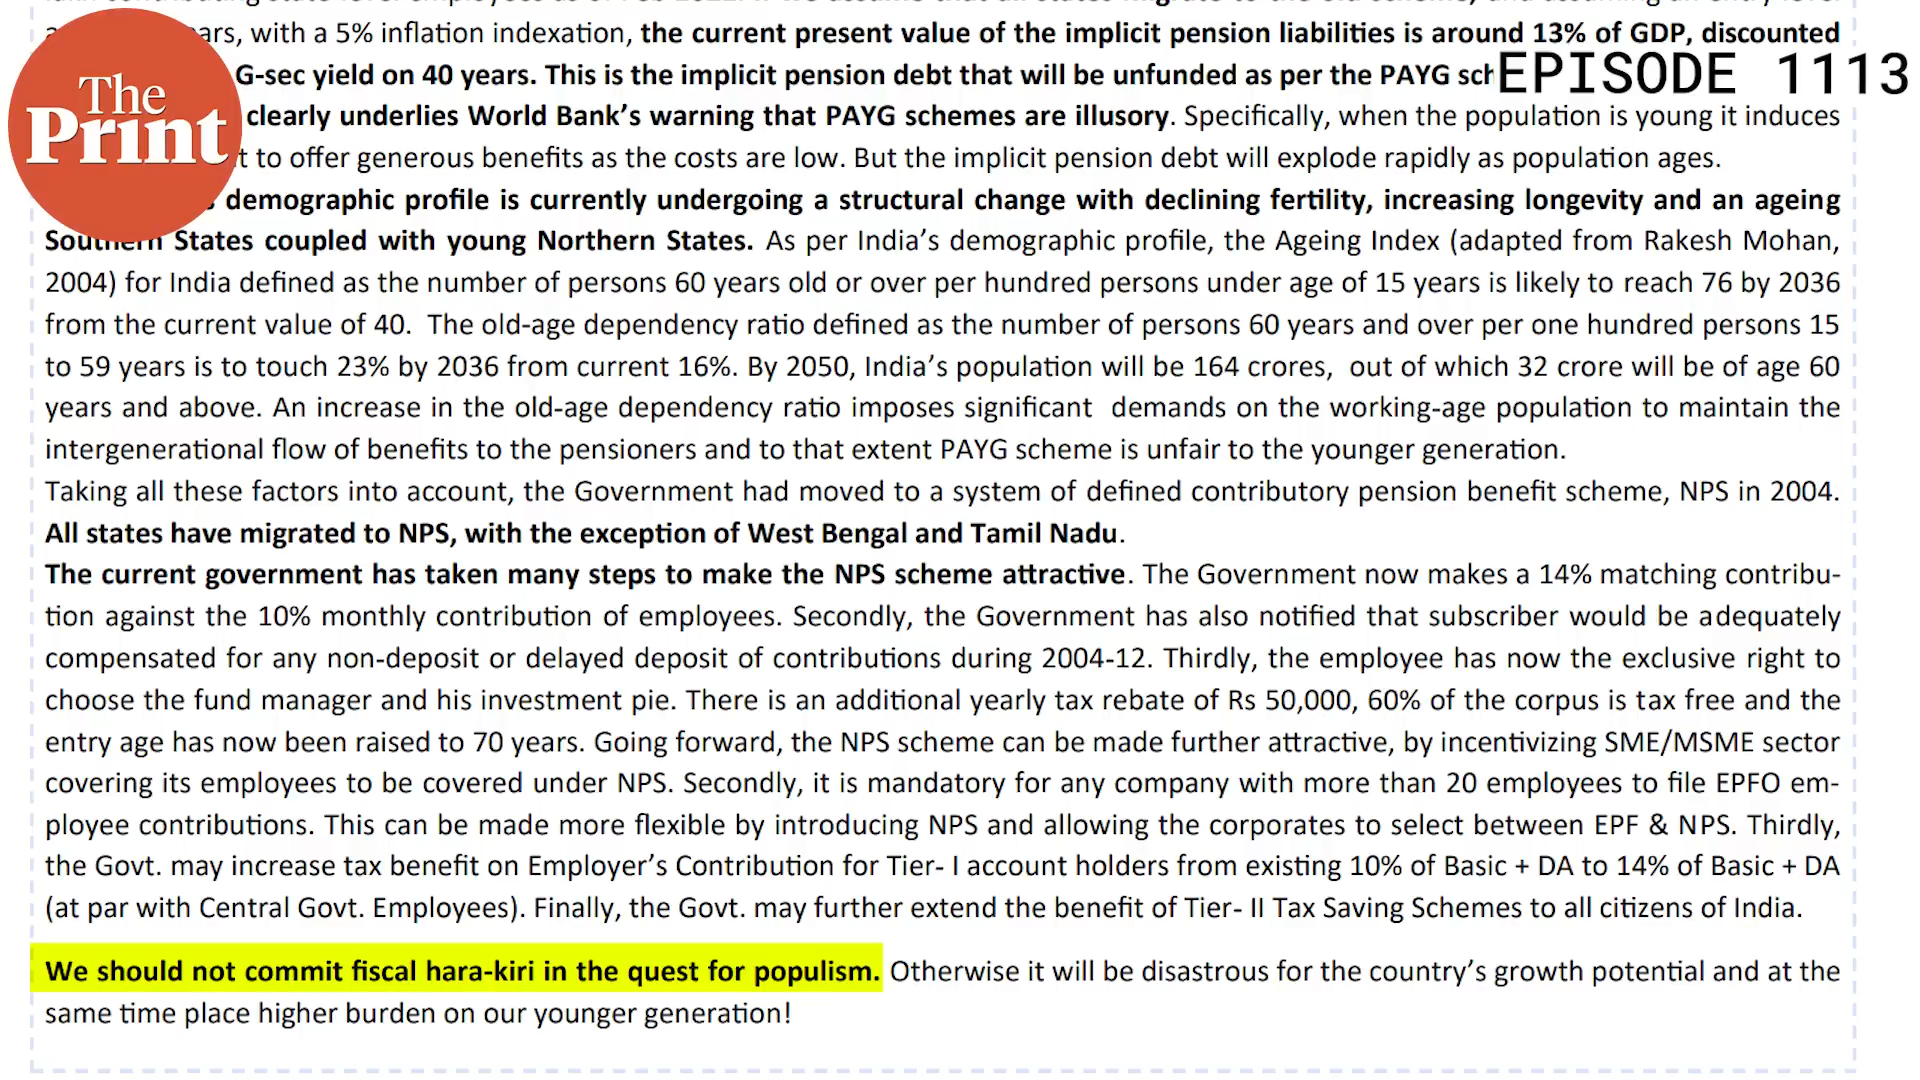 The
Print
EPISODE 1113
ars, with a 5% inflation indexation, the current present value of the implicit pension liabilities is around 13% of GDP, discounted
G-sec yield on 40 years. This is the implicit pension debt that will be unfunded as per the PAYG
clearly underlies World Bank’s warning that PAYG schemes are illusory. Specifically, when the population is young it induces
t to offer generous benefits as the costs are low. But the implicit pension debt will explode rapidly as population ages.
demographic profile is currently undergoing a structural change with declining fertility, increasing longevity and an ageing
Southern States coupled with young Northern States. As per India’s demographic profile, the Ageing Index (adapted from Rakesh Mohan,
2004) for India defined as the number of persons 60 years old or over per hundred persons under age of 15 years is likely to reach 76 by 2036
from the current value of 40. The old-age dependency ratio defined as the number of persons 60 years and over per one hundred persons 15
to 59 years is to touch 23% by 2036 from current 16%. By 2050, India’s population will be 164 crores, out of which 32 crore will be of age 60
years and above. An increase in the old-age dependency ratio imposes significant demands on the working-age population to maintain the
intergenerational flow of benefits to the pensioners and to that extent PAYG scheme is unfair to the younger generation.
Taking all these factors into account, the Government had moved to a system of defined contributory pension benefit scheme, NPS in 2004.
All states have migrated to NPS, with the exception of West Bengal and Tamil Nadu.
The current government has taken many steps to make the NPS scheme attractive. The Government now makes a 14% matching contribu-
tion against the 10% monthly contribution of employees. Secondly, the Government has also notified that subscriber would be adequately
compensated for any non-deposit or delayed deposit of contributions during 2004-12. Thirdly, the employee has now the exclusive right to
choose the fund manager and his investment pie. There is an additional yearly tax rebate of Rs 50,000, 60% of the corpus is tax free and the
entry age has now been raised to 70 years. Going forward, the NPS scheme can be made further attractive, by incentivizing SME/MSME sector
covering its employees to be covered under NPS. Secondly, it is mandatory for any company with more than 20 employees to file EPFO em-
ployee contributions. This can be made more flexible by introducing NPS and allowing the corporates to select between EPF & NPS. Thirdly,
the Govt. may increase tax benefit on Employer’s Contribution for Tier- I account holders from existing 10% of Basic + DA to 14% of Basic + DA
(at par with Central Govt. Employees). Finally, the Govt. may further extend the benefit of Tier- II Tax Saving Schemes to all citizens of India.
We should not commit fiscal hara-kiri in the quest for populism. Otherwise it will be disastrous for the country’s growth potential and at the
same time place higher burden on our younger generation!